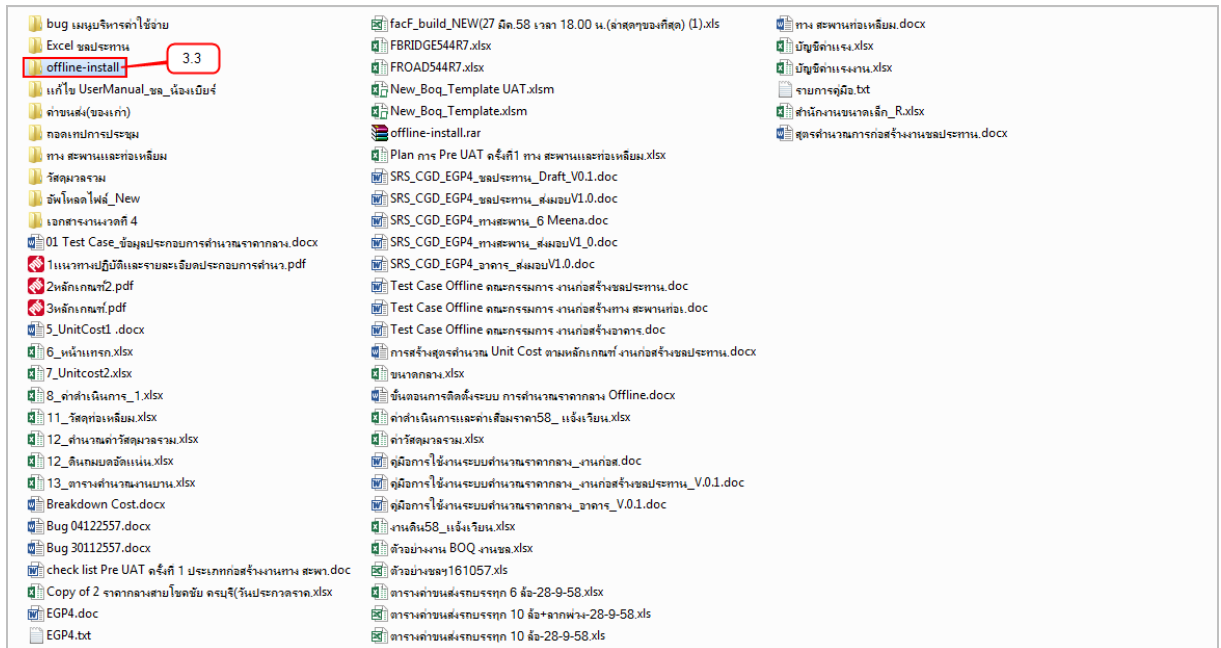 bug เมนูบริหารค่าใช้จ่าย
Excel ชลประทาน
offline-install
3.3
แก้ไข UserManual_ชล_น้องเบียร์
ค่าขนส่ง(ของเก่า)
ถอดเทปการประชุม
ทาง สะพานและท่อเหลี่ยม
วัสดุมวลรวม
อัพโหลดไฟล์_New
เอกสารงานงวดที่ 4
01 Test Case_ข้อมูลประกอบการคำนวณราคากลาง.docx
1แนวทางปฏิบัติและรายละเอียดประกอบการคำนว.pdf
2หลักเกณฑ์2.pdf
3หลักเกณฑ์.pdf
5_UnitCost1 .docx
6_หน้าแทรก.xlsx
7_Unitcost2.xlsx
8_ค่าดำเนินการ_1.xlsx
11_วัสดุท่อเหลี่ยม.xlsx
12_คำนวณค่าวัสดุมวลรวม.xlsx
12_ดินถมบดอัดแน่น.xlsx
13_ตารางคำนวณงานบาน.xlsx
Breakdown Cost.docx
Bug 04122557.docx
Bug 30112557.docx
check list Pre UAT ครั้งที่ 1 ประเภทก่อสร้างงานทาง สะพา.doc
Copy of 2 ราคากลางสายโชคชัย ครบุรี(วันประกวดราค.xlsx
EGP4.doc
EGP4.txt
facF_build_NEW(27 มีค.58 เวลา 18.00 น.(ล่าสุดๆของที่สุด) (1).xls
FBRIDGE544R7.xlsx
FROAD544R7.xlsx
New_Boq_Template UAT.xlsm
New_Boq_Template.xlsm
offline-install.rar
Plan การ Pre UAT ครั้งที่1 ทาง สะพานและท่อเหลี่ยม.xlsx
SRS_CGD_EGP4_ชลประทาน_Draft_V0.1.doc
SRS_CGD_EGP4_ชลประทาน_ส่งมอบV1.0.doc
SRS_CGD_EGP4_ทางสะพาน_6 Meena.doc
SRS_CGD_EGP4_ทางสะพาน_ส่งมอบV1_0.doc
SRS_CGD_EGP4_อาคาร_ส่งมอบV1.0.doc
Test Case Offline คณะกรรมการ งานก่อสร้างชลประทาน.doc
Test Case Offline คณะกรรมการ งานก่อสร้างทาง สะพานท่อเ.doc
Test Case Offline คณะกรรมการ งานก่อสร้างอาคาร.doc
การสร้างสูตรคำนวณ Unit Cost ตามหลักเกณฑ์ งานก่อสร้างชลประทาน.docx
ขนาดกลาง.xlsx
ขั้นตอนการติดตั้งระบบ การคำนวณราคากลาง Offline.docx
ค่าดำเนินการและค่าเสื่อมราคา58_ แจ้งเวียน.xlsx
ค่าวัสดุมวลรวม.xlsx
คู่มือการใช้งานระบบคำนวณราคากลาง_งานก่อส.doc
คู่มือการใช้งานระบบคำนวณราคากลาง_งานก่อสร้างชลประทาน_V.0.1.doc
คู่มือการใช้งานระบบคำนวณราคากลาง_อาคาร_V.0.1.doc
งานดิน58_แจ้งเวียน.xlsx
ตัวอย่างงาน BOQ งานชล.xlsx
ตัวอย่างชลฯ161057.xls
ตารางค่าขนส่งรถบรรทุก 6 ล้อ-28-9-58.xlsx
ตารางค่าขนส่งรถบรรทุก 10 ล้อ+ลากพ่วง-28-9-58.xls
ตารางค่าขนส่งรถบรรทุก 10 ล้อ-28-9-58.xls
ทาง สะพานท่อเหลี่ยม.docx
บัญชีค่าแรง.xlsx
บัญชีค่าแรงงาน.xlsx
รายการคู่มือ.txt
สำนักงานขนาดเล็ก_R.xlsx
สูตรคำนวณการก่อสร้างงานชลประทาน.docx